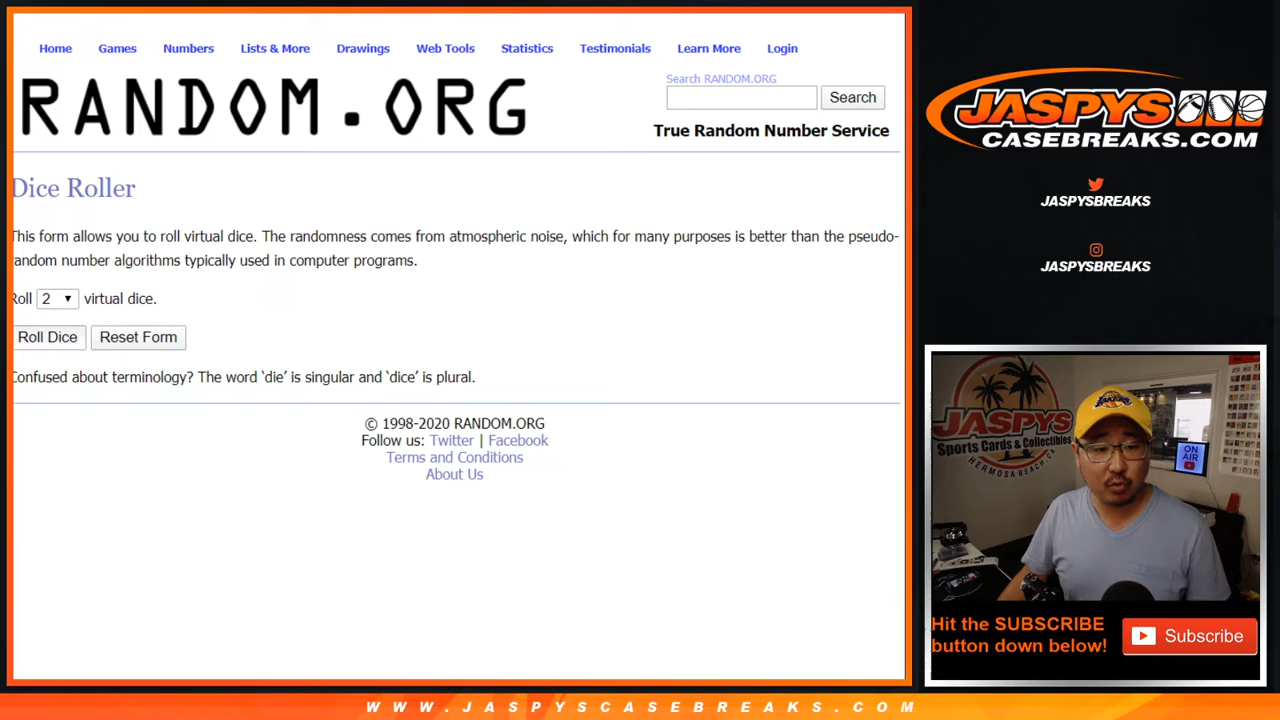 Home Games Numbers Lists & More Drawings Web Tools Statistics Testimonials Learn More Login
RANDOM.ORG
Search RANDOM.ORG
Search
True Random Number Service
Dice Roller
This form allows you to roll virtual dice. The randomness comes from atmospheric noise, which for many purposes is better than the pseudo-
random number algorithms typically used in computer programs.
Roll 2 virtual dice.
Roll Dice Reset Form
Confused about terminology? The word ‘die’ is singular and ‘dice’ is plural.
© 1998-2020 RANDOM.ORG
Follow us: Twitter | Facebook
Terms and Conditions
About Us
JASPYS
CASEBREAKS.COM
JASPYSBREAKS
JASPYSBREAKS
JASPYS
Sports Cards & Collectibles
HERMOSA BEACH, CA
LAKERS
ON
AIR
Hit the SUBSCRIBE
button down below!
Subscribe
WWW.JASPYSCASEBREAKS.COM